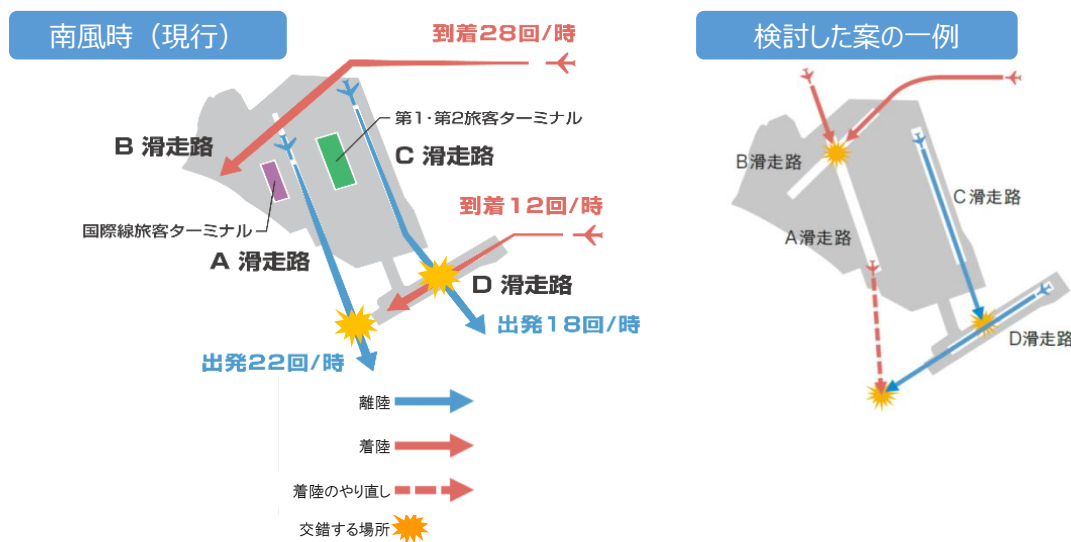 南風時（現行）
到着28回/時
第1・第2旅客ターミナル
B 滑走路
C 滑走路
到着12回/時
国際線旅客ターミナル
A 滑走路
D 滑走路
出発18回/時
出発22回/時
離陸
着陸
着陸のやり直し
交錯する場所
検討した案の一例
B滑走路
C滑走路
A滑走路
D滑走路